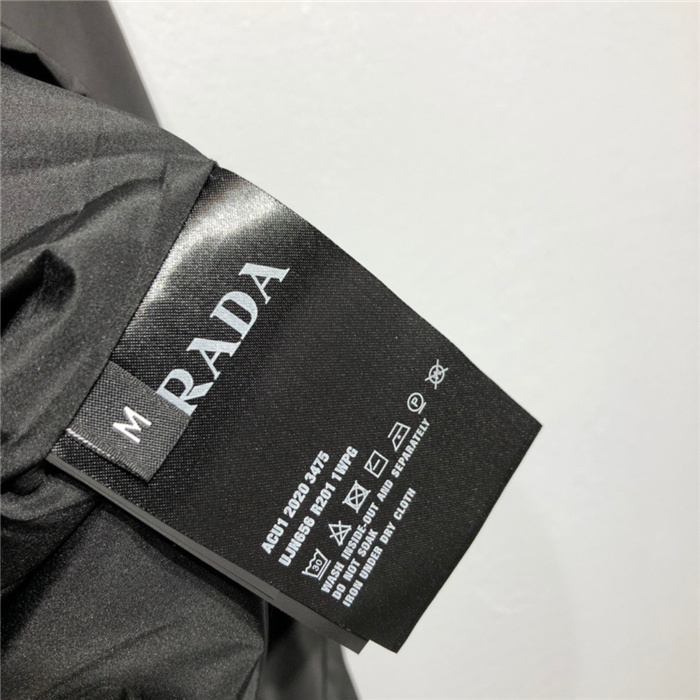 RADA
M
ACU1 2020 3475
UJN656 R201 1WPG
30
P
WASH INSIDE-OUT AND SEPARATELY
DO NOT SOAK
IRON UNDER DRY CLOTH